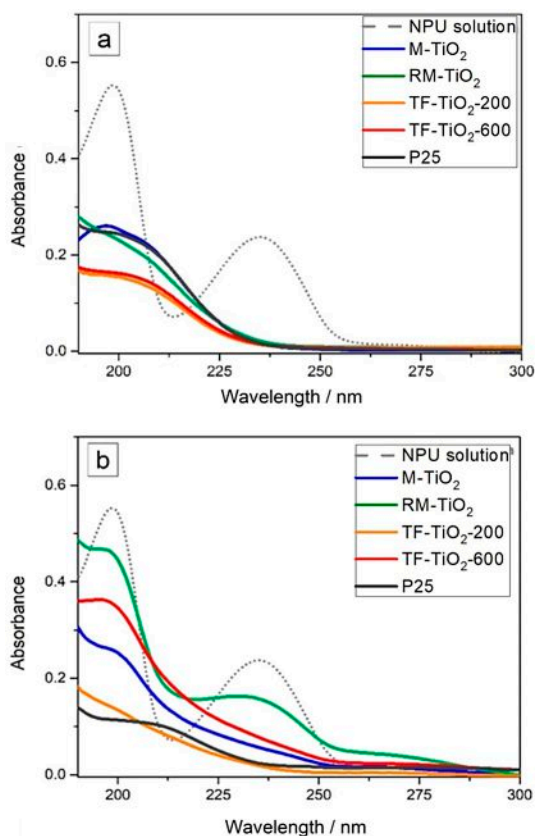 a
NPU solution
M-TiO₂
RM-TiO₂
TF-TiO₂-200
TF-TiO₂-600
P25
Absorbance
0.6
0.4
0.2
0.0
200 225 250 275 300
Wavelength / nm
b
NPU solution
M-TiO₂
RM-TiO₂
TF-TiO₂-200
TF-TiO₂-600
P25
Absorbance
0.6
0.4
0.2
0.0
200 225 250 275 300
Wavelength / nm